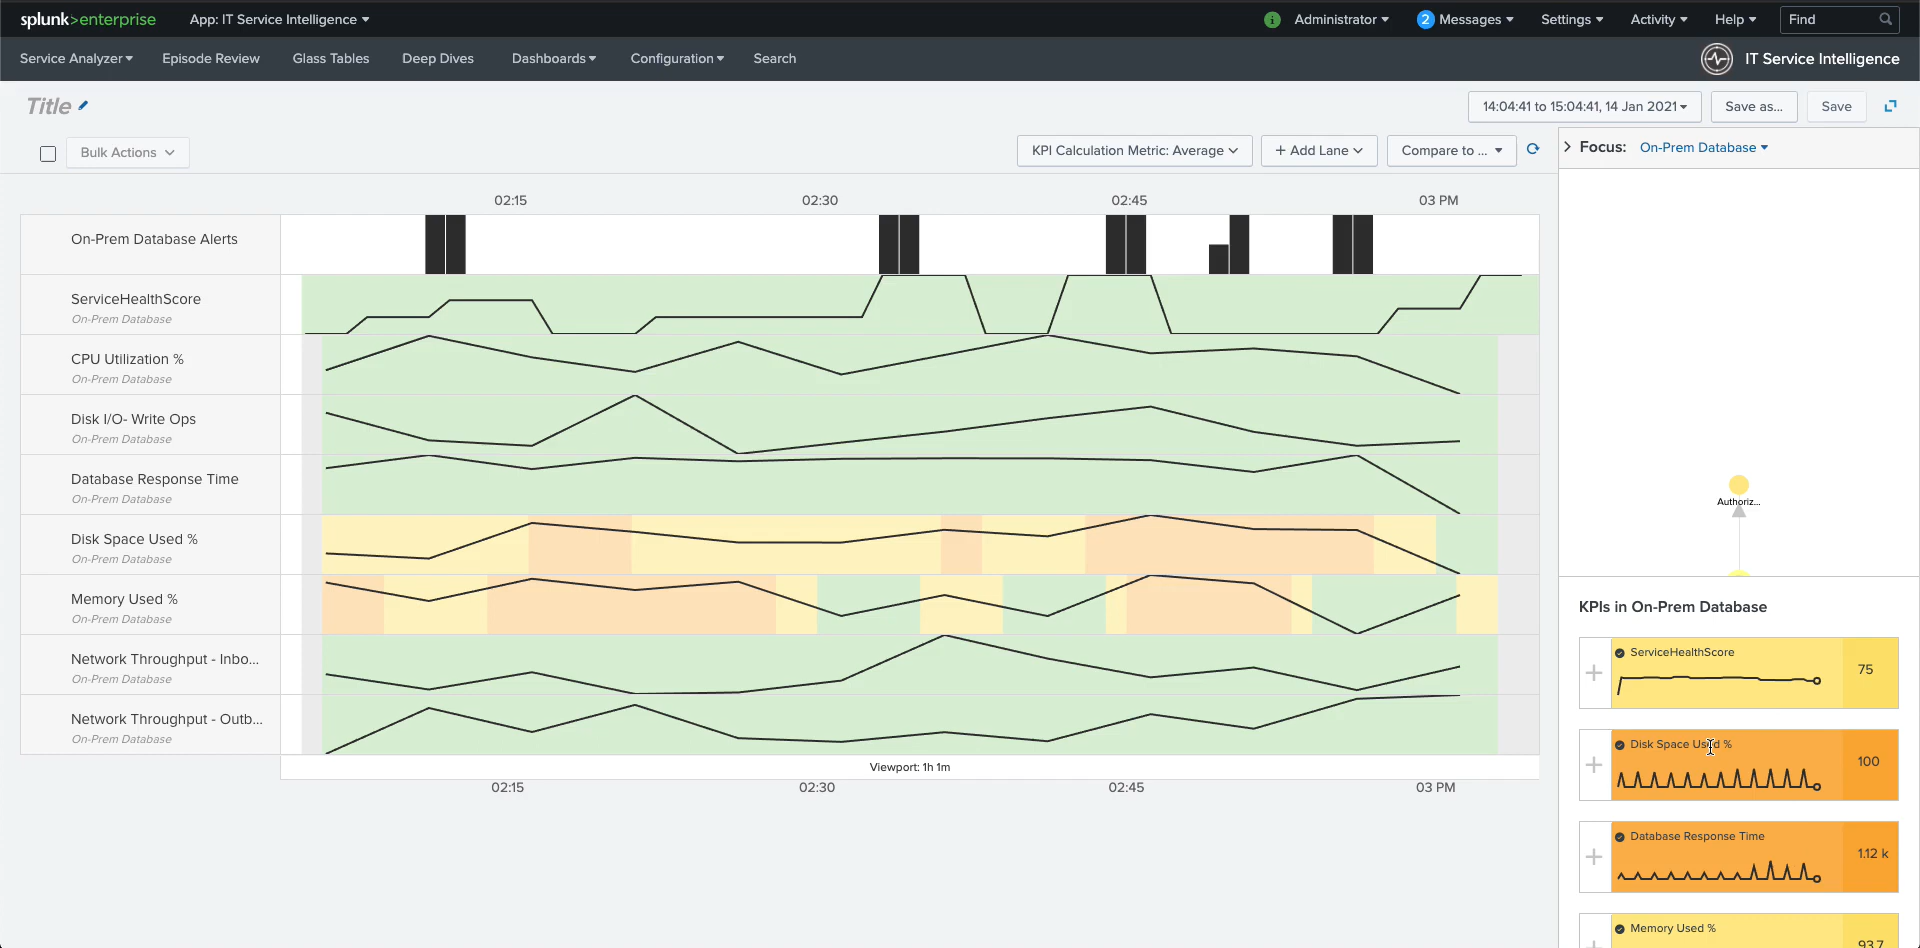 splunk>enterprise App: IT Service Intelligence i Administrator 2 Messages Settings Activity Help Find
Service Analyzer Episode Review Glass Tables Deep Dives Dashboards Configuration Search IT Service Intelligence
Title 14:04:41 to 15:04:41, 14 Jan 2021 Save as... Save
Bulk Actions KPI Calculation Metric: Average + Add Lane Compare to ... Focus: On-Prem Database
02:15 02:30 02:45 03 PM
On-Prem Database Alerts
ServiceHealthScore
On-Prem Database
CPU Utilization %
On-Prem Database
Disk I/O- Write Ops
On-Prem Database
Database Response Time
On-Prem Database
Disk Space Used %
On-Prem Database
Memory Used %
On-Prem Database
Network Throughput - Inbo...
On-Prem Database
Network Throughput - Outb...
On-Prem Database
Viewport: 1h 1m
02:15 02:30 02:45 03 PM
Authoriz...
KPIs in On-Prem Database
ServiceHealthScore
75
Disk Space Used %
100
Database Response Time
1.12 k
Memory Used %
93.7